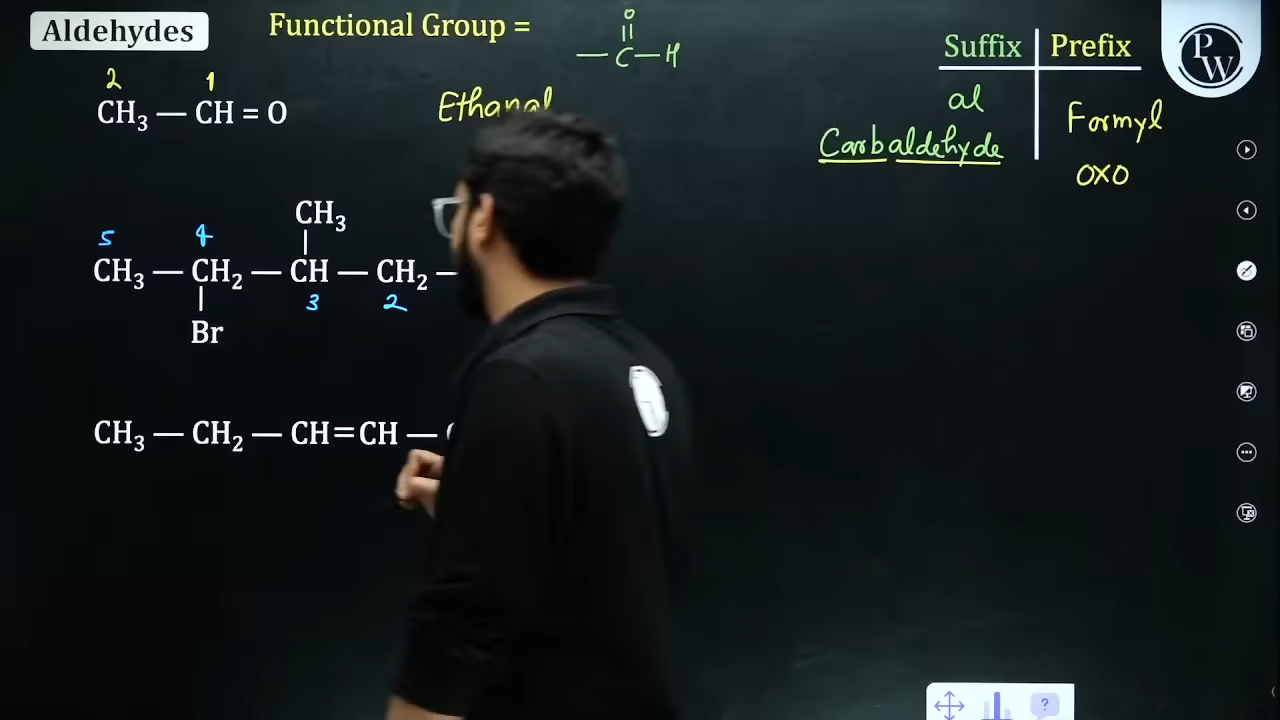 Aldehydes
Functional Group =
O
||
— C — H
Suffix | Prefix
al
Formyl
Carbaldehyde
OXO
PW
2 1
CH₃ — CH = O
Ethanal
CH₃
5 4
CH₃ — CH₂ — CH — CH₂ —
3 2
Br
CH₃ — CH₂ — CH=CH —
?